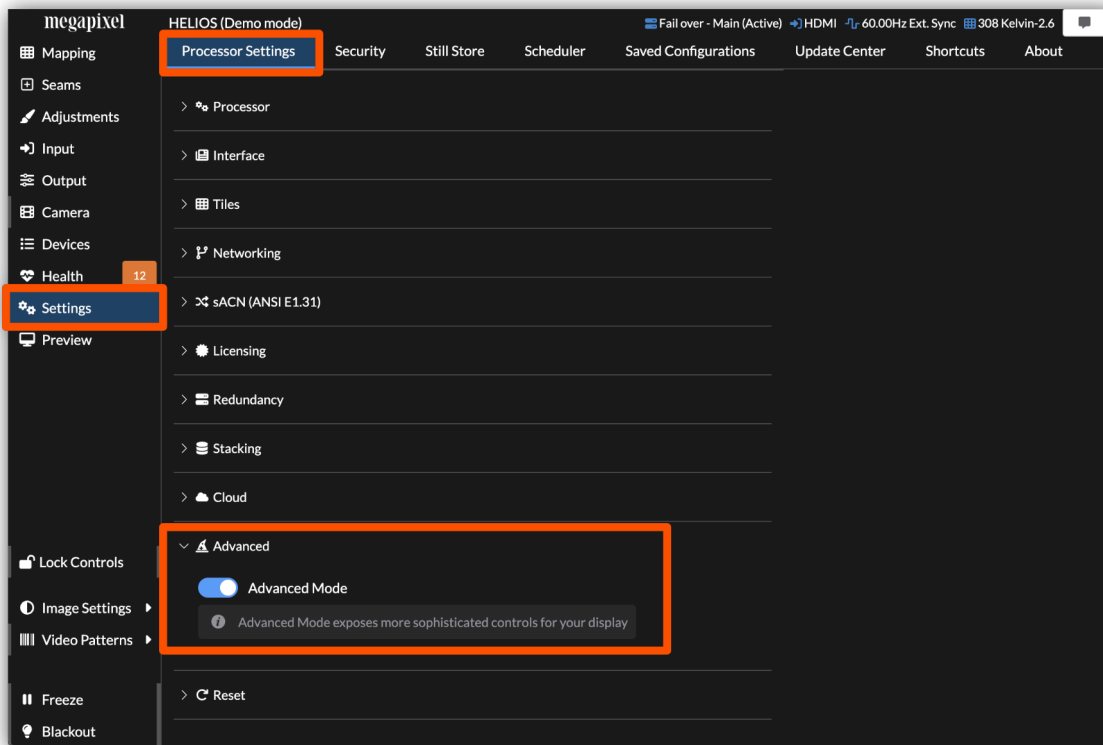 megapixel
HELIOS (Demo mode)
Fail over - Main (Active) HDMI 60.00Hz Ext. Sync 308 Kelvin-2.6
Processor Settings Security Still Store Scheduler Saved Configurations Update Center Shortcuts About
Mapping
Seams
Adjustments
Input
Output
Camera
Devices
Health 12
Settings
Preview
Lock Controls
Image Settings
Video Patterns
Freeze
Blackout
Processor
Interface
Tiles
Networking
sACN (ANSI E1.31)
Licensing
Redundancy
Stacking
Cloud
Advanced
Advanced Mode
Advanced Mode exposes more sophisticated controls for your display
Reset